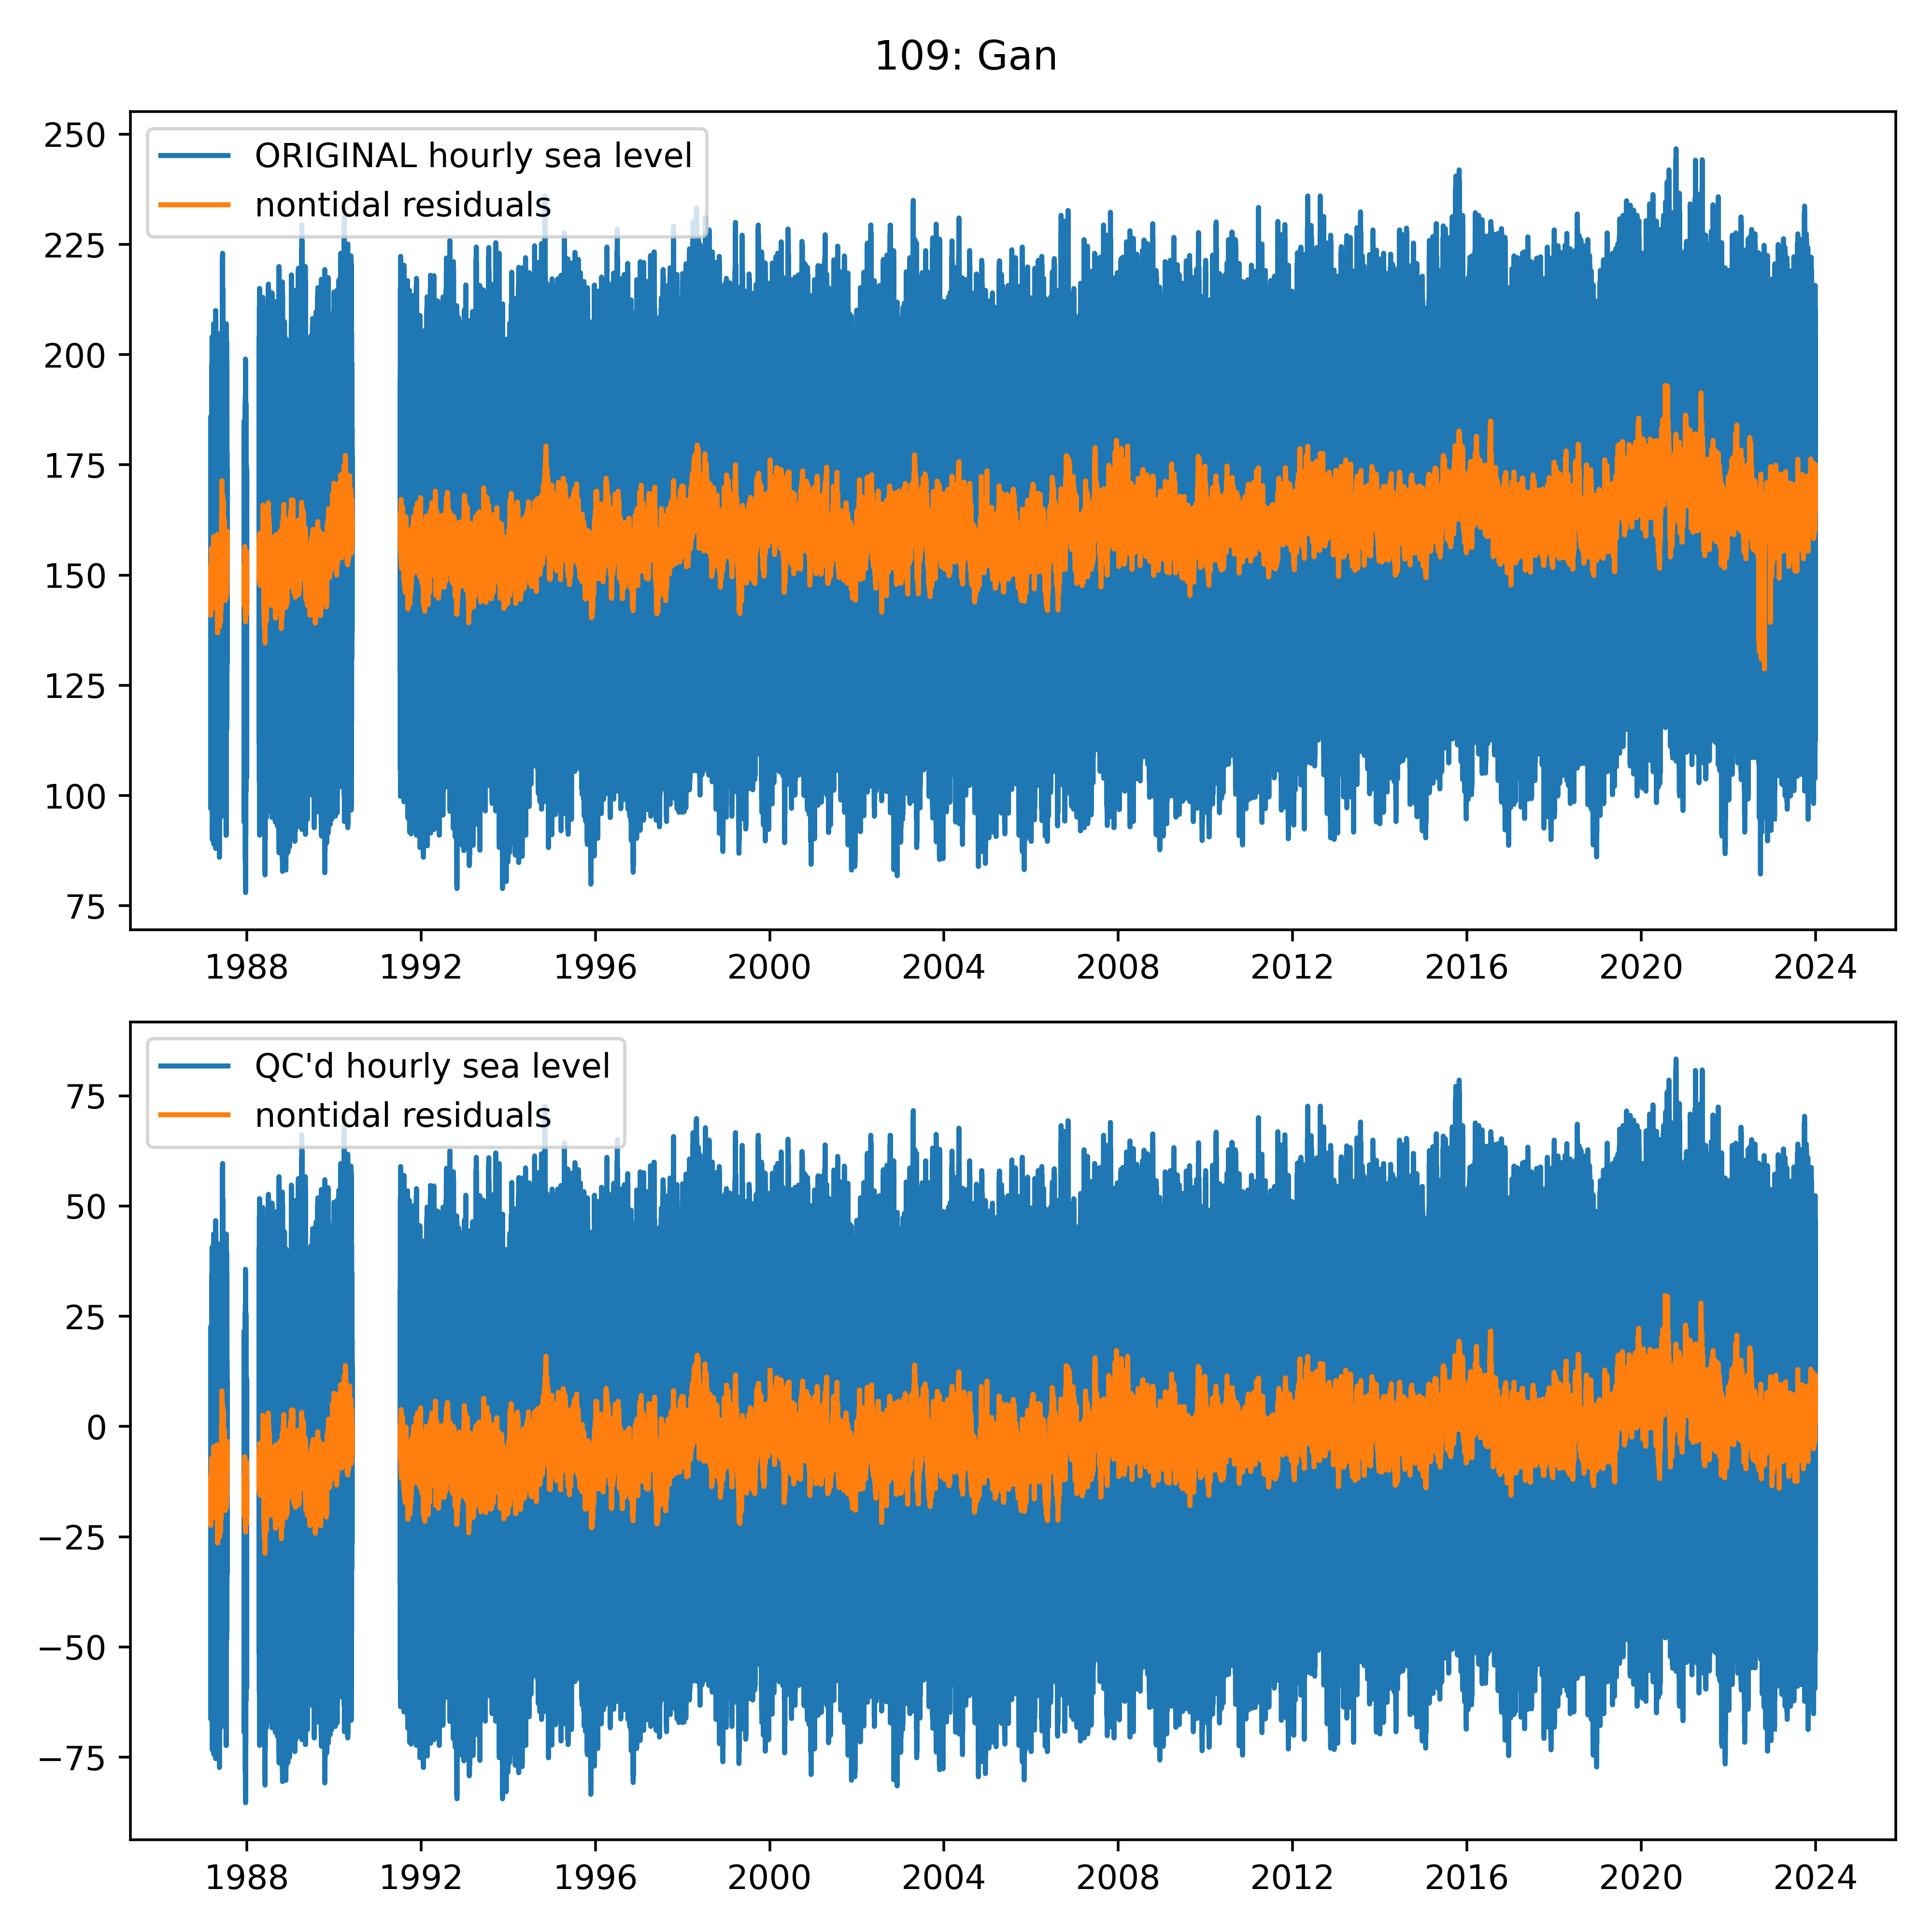 109: Gan
250
225
200
175
150
125
100
75
ORIGINAL hourly sea level
nontidal residuals
1988 1992 1996 2000 2004 2008 2012 2016 2020 2024
75
50
25
0
−25
−50
−75
QC'd hourly sea level
nontidal residuals
1988 1992 1996 2000 2004 2008 2012 2016 2020 2024